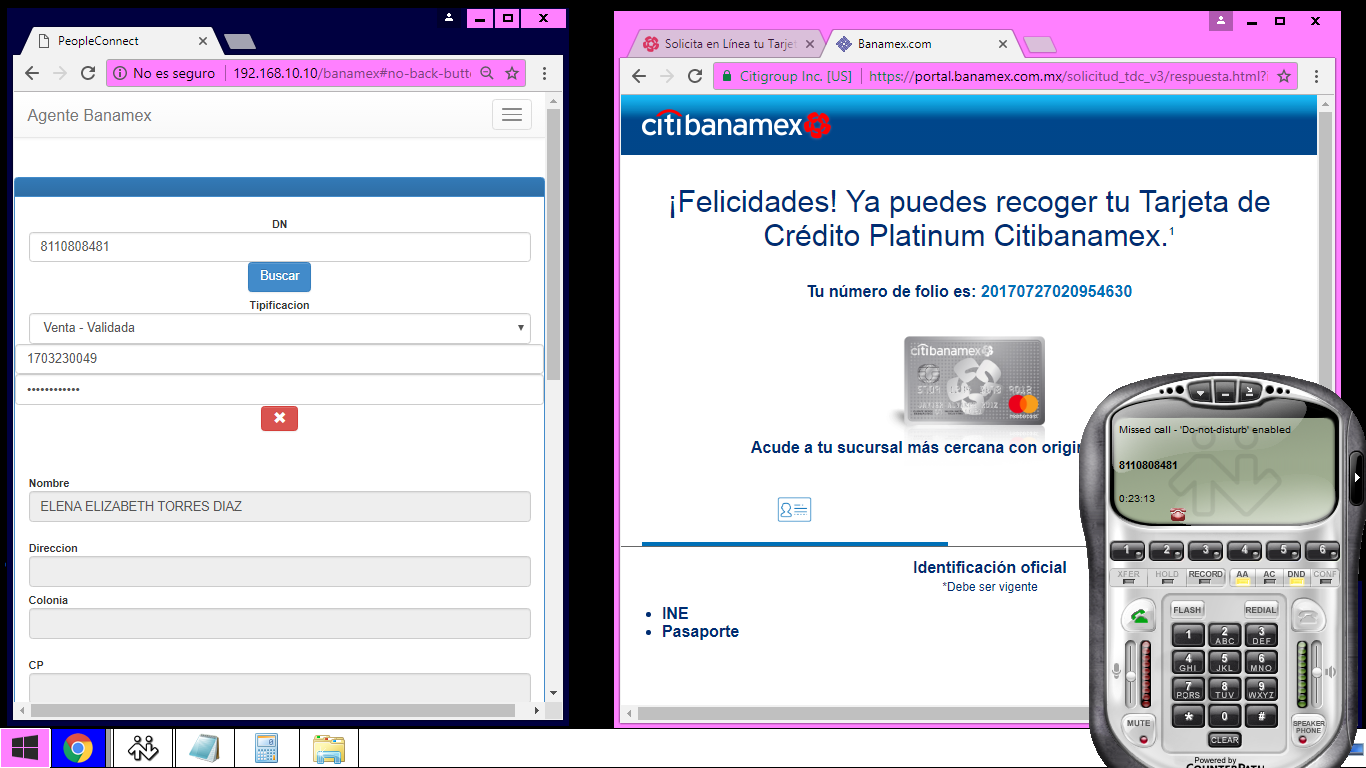 PeopleConnect
No es seguro
192.168.10.10/banamex#no-back-butt
Agente Banamex
DN
8110808481
Buscar
Tipificacion
Venta - Validada
1703230049
••••••••••••
Nombre
ELENA ELIZABETH TORRES DIAZ
Direccion
Colonia
CP
Solicita en Línea tu Tarjet
Banamex.com
Citigroup Inc. [US]
https://portal.banamex.com.mx/solicitud_tdc_v3/respuesta.html?
citibanamex
¡Felicidades! Ya puedes recoger tu Tarjeta de
Crédito Platinum Citibanamex.1
Tu número de folio es: 20170727020954630
citibanamex
Acude a tu sucursal más cercana con origin
Identificación oficial
*Debe ser vigente
• INE
• Pasaporte
Missed call - 'Do-not-disturb' enabled
8110808481
0:23:13
1 2 3 4 5 6
XFER HOLD RECORD AA AC DND CONF
FLASH REDIAL
1 2 ABC 3 DEF
4 GHI 5 JKL 6 MNO
7 PQRS 8 TUV 9 WXYZ
* 0 #
MUTE CLEAR SPEAKER PHONE
Powered by
COUNTERPATH